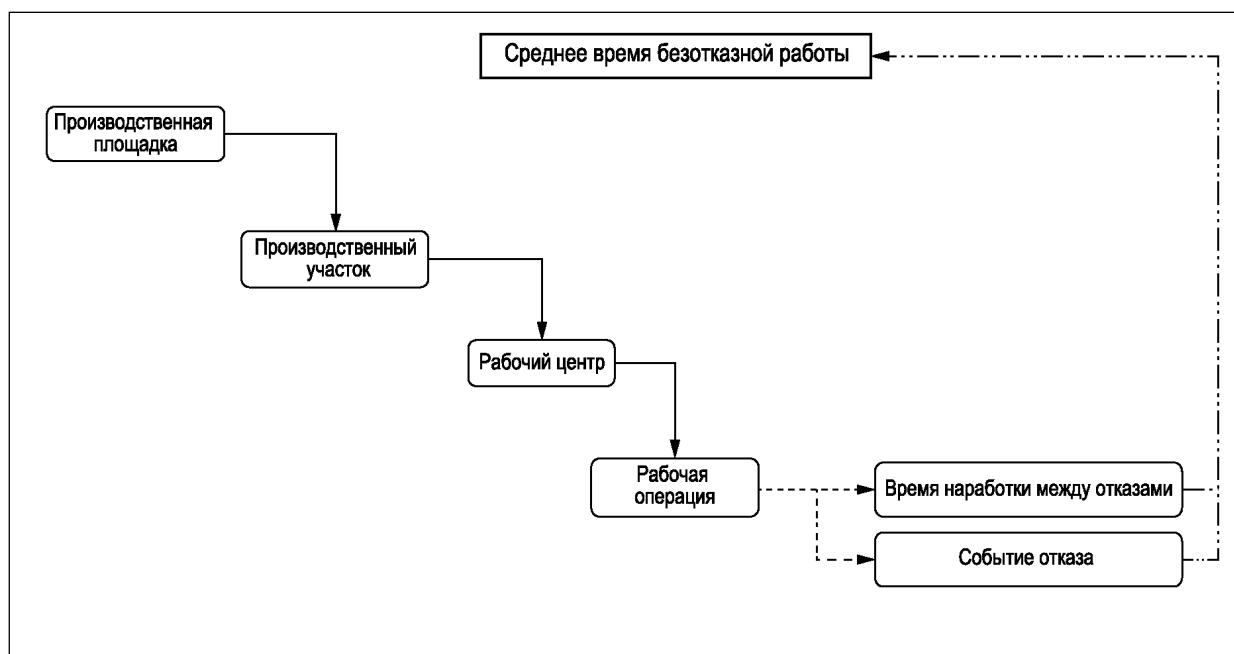 Среднее время безотказной работы
Производственная
площадка
Производственный
участок
Рабочий центр
Рабочая
операция
Время наработки между отказами
Событие отказа